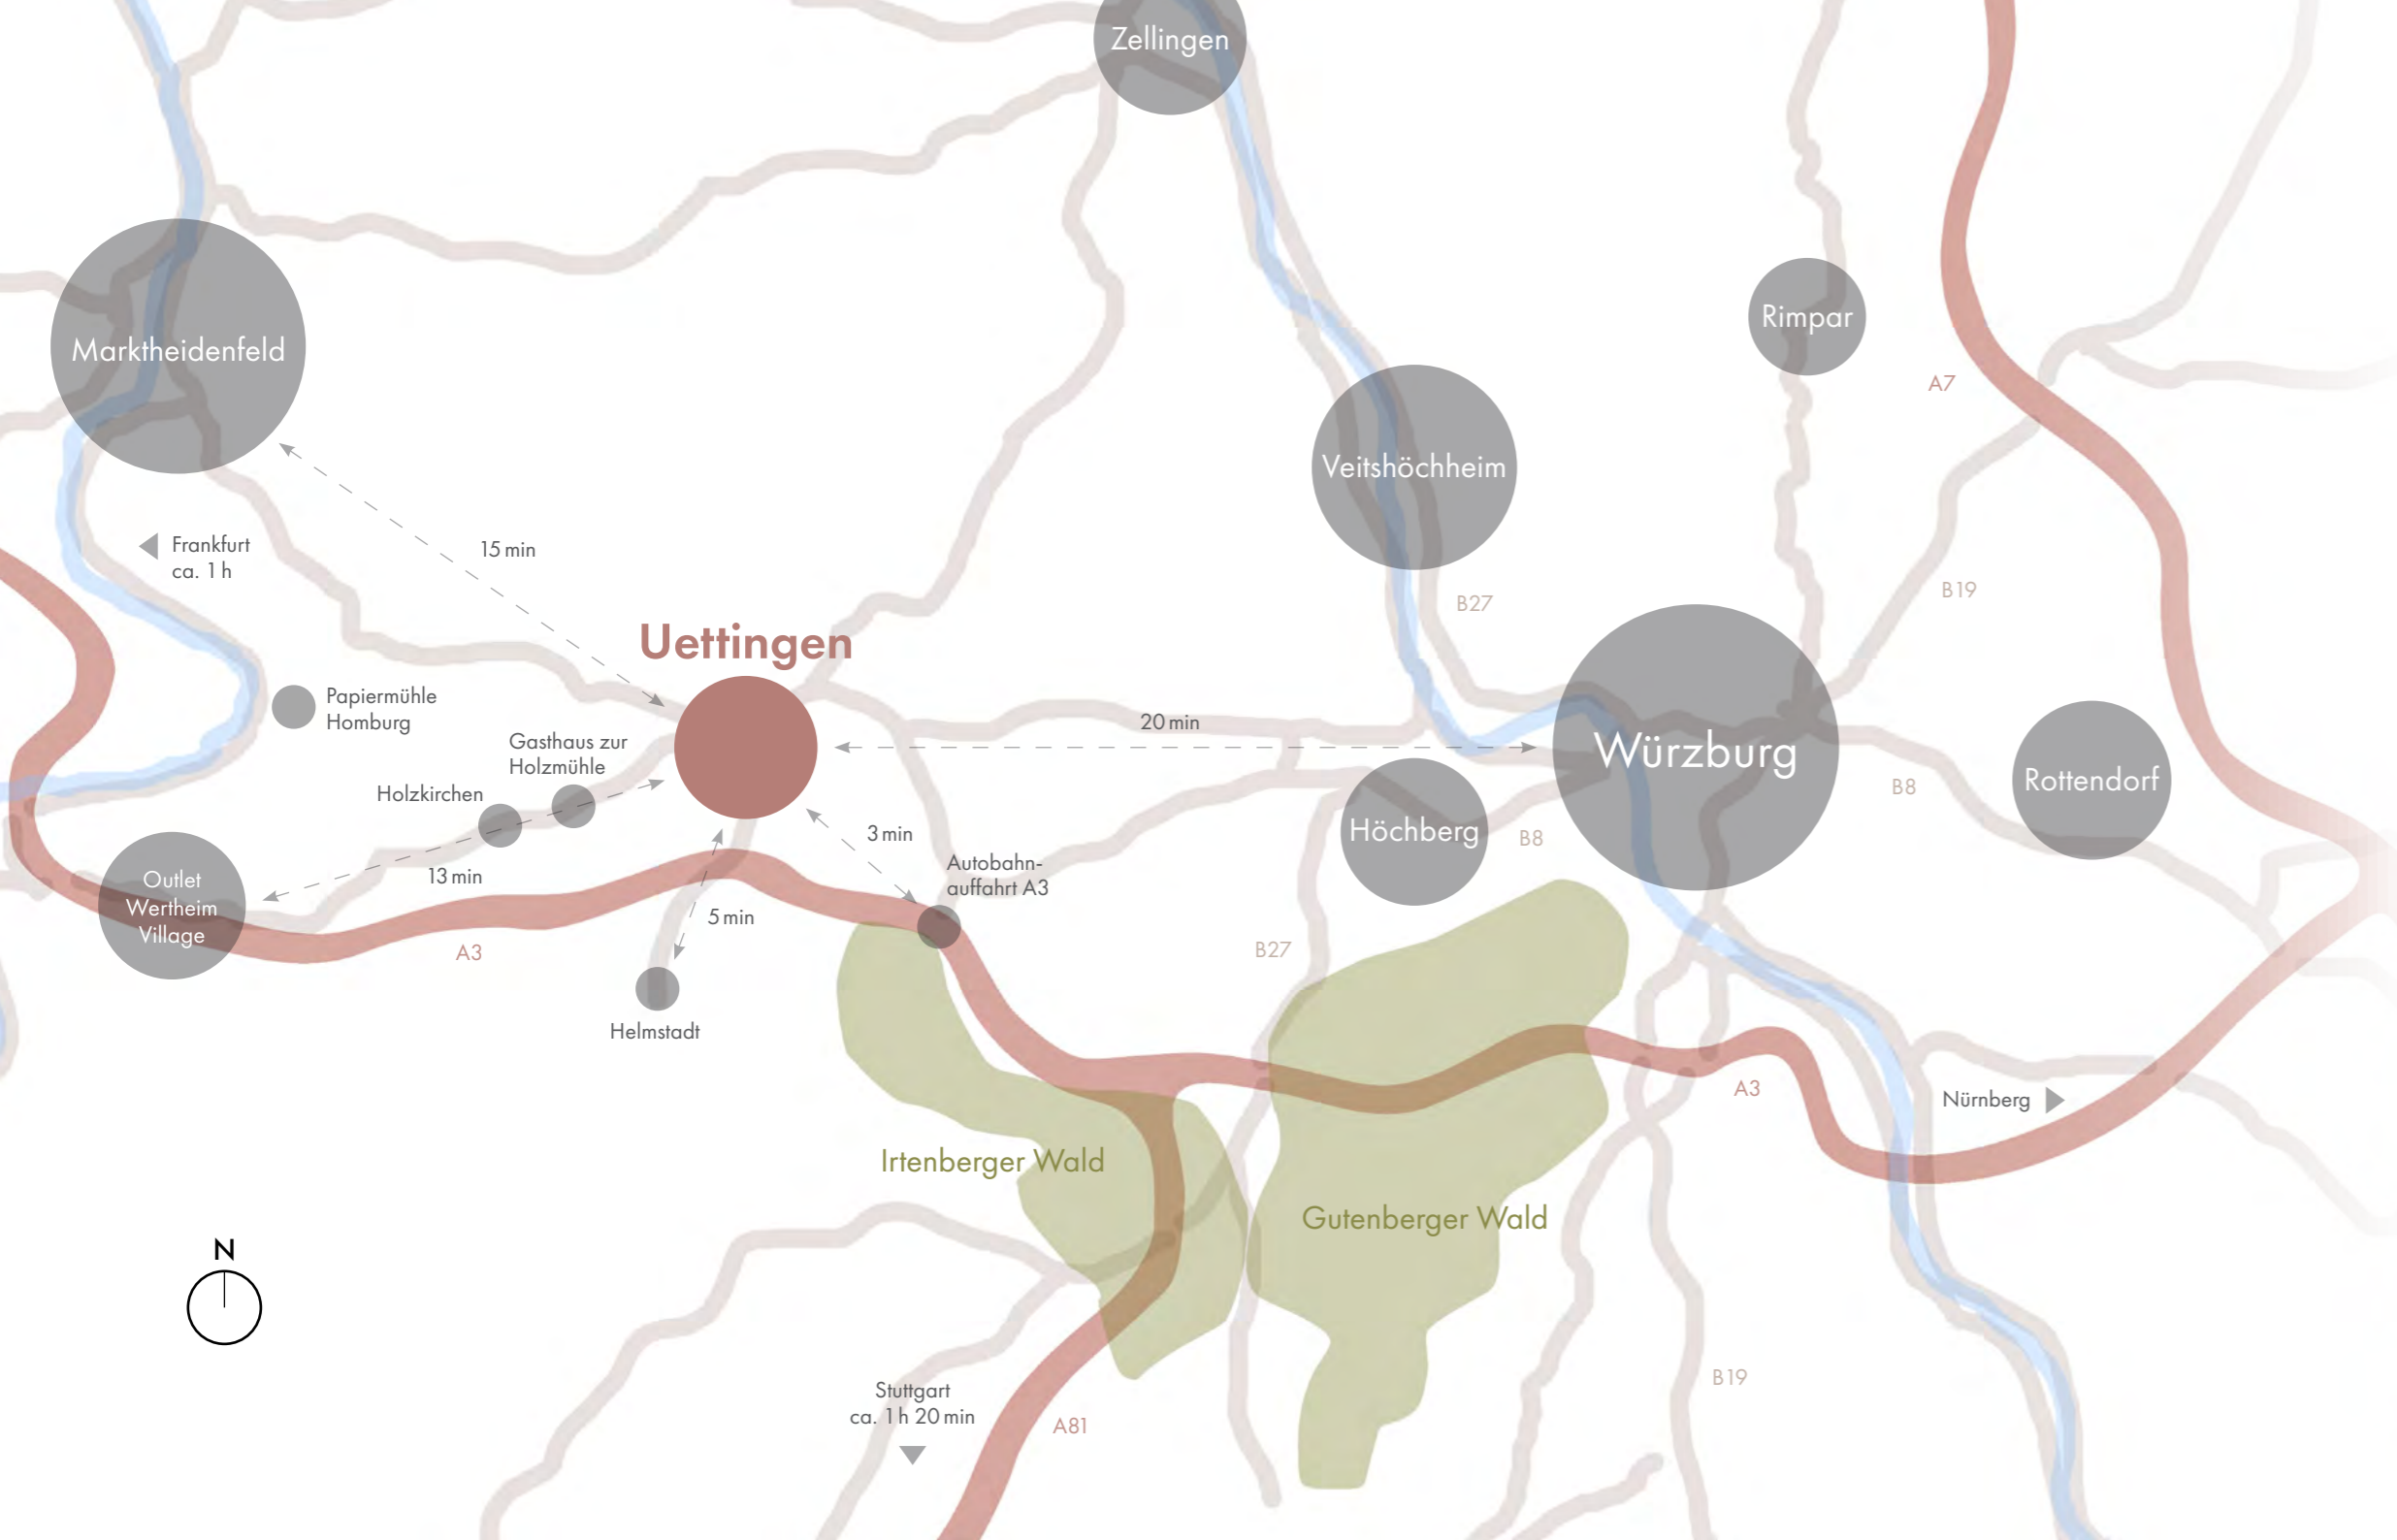 Zellingen
Rimpar
Marktheidenfeld
A7
Veitshöchheim
Frankfurt
ca. 1 h
15 min
B27
B19
Uettingen
Papiermühle
Homburg
20 min
Gasthaus zur
Holzmühle
Würzburg
Rottendorf
Holzkirchen
B8
Höchberg
B8
3 min
Autobahn-
auffahrt A3
Outlet
Wertheim
Village
13 min
5 min
A3
B27
Helmstadt
A3
Nürnberg
Irtenberger Wald
Gutenberger Wald
N
B19
Stuttgart
ca. 1 h 20 min
A81